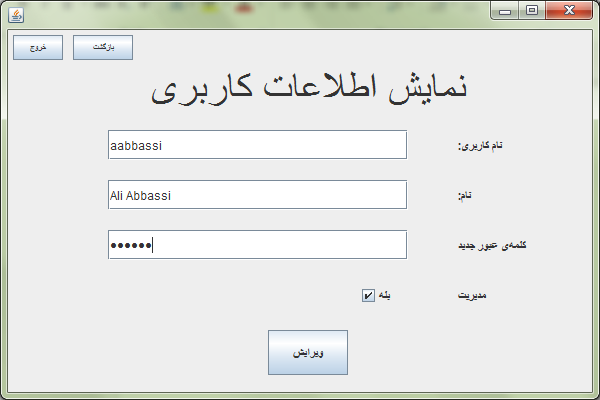 خروج
بازگشت
نمایش اطلاعات کاربری
نام کاربری:
aabbassi
نام:
Ali Abbassi
کلمه‌ی عبور جدید
••••••
مدیریت
بله
ویرایش